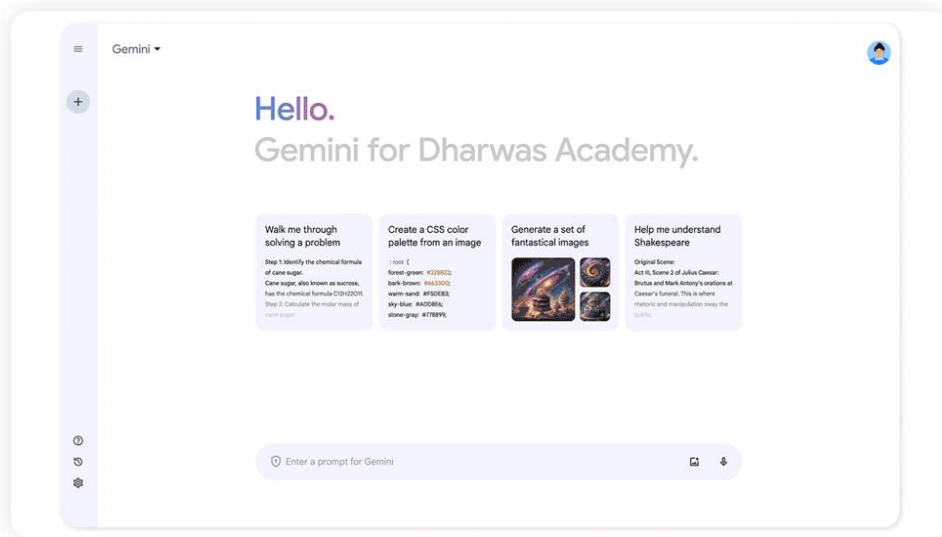 Gemini
Hello.
Gemini for Dharwas Academy.
Walk me through
solving a problem
Step 1: Identify the chemical formula
of cane sugar.
Cane sugar, also known as sucrose,
has the chemical formula C12H22O11.
Step 2: Calculate the molar mass of
cane sugar.
Create a CSS color
palette from an image
:root {
forest-green: #228B22;
bark-brown: #663300;
warm-sand: #F5DEB3;
sky-blue: #ADD8E6;
stone-gray: #778899;
Generate a set of
fantastical images
Help me understand
Shakespeare
Original Scene:
Act III, Scene 2 of Julius Caesar:
Brutus and Mark Antony's orations at
Caesar's funeral. This is where
rhetoric and manipulation sway the
public.
Enter a prompt for Gemini